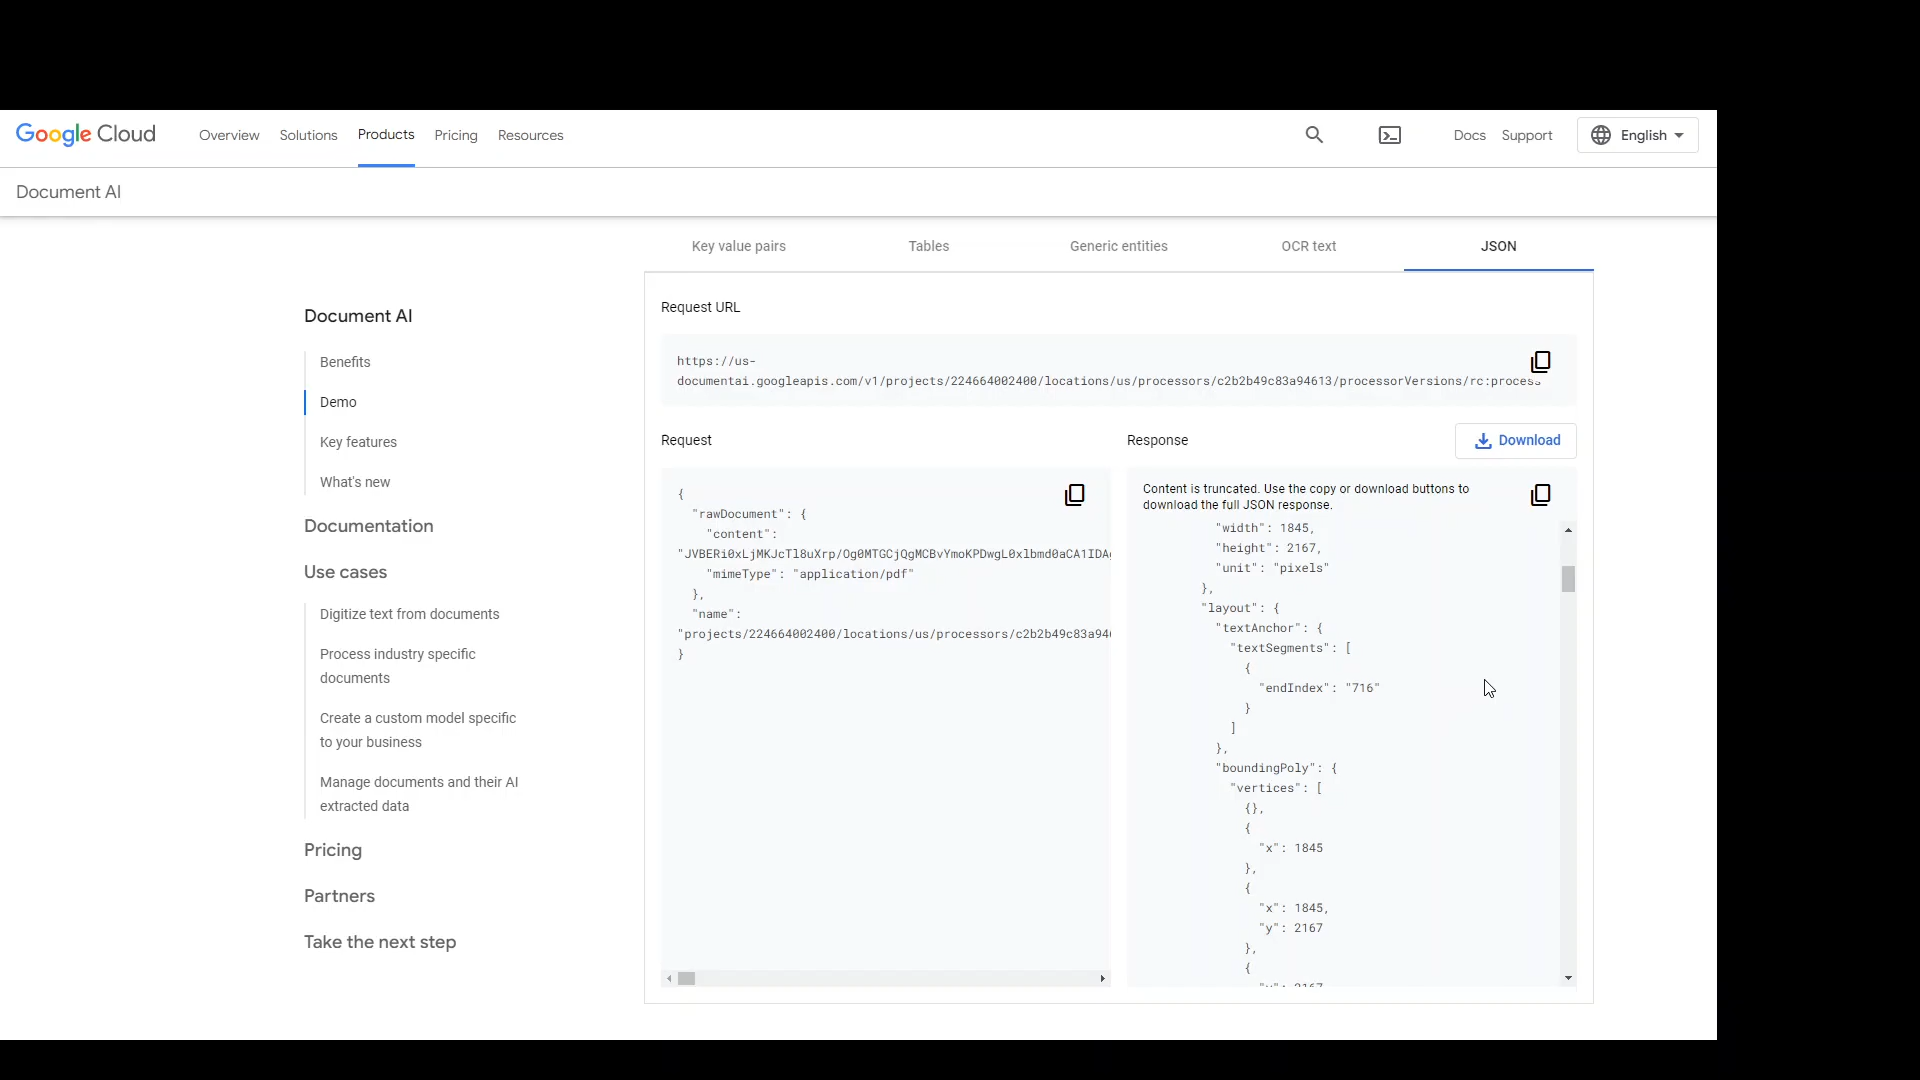 Google Cloud
Overview Solutions Products Pricing Resources
Docs Support English
Document AI
Key value pairs Tables Generic entities OCR text JSON
Document AI
Benefits
Demo
Key features
What's new
Documentation
Use cases
Digitize text from documents
Process industry specific
documents
Create a custom model specific
to your business
Manage documents and their AI
extracted data
Pricing
Partners
Take the next step
Request URL
https://us-
documentai.googleapis.com/v1/projects/224664002400/locations/us/processors/c2b2b49c83a94613/processorVersions/rc:process
Request
{
"rawDocument": {
"content":
"JVBERi0xLjMKJcTl8uXrp/Og0MTGCjQgMCBvYmoKPDwgL0xlbmd0aCA1IDAg
"mimeType": "application/pdf"
},
"name":
"projects/224664002400/locations/us/processors/c2b2b49c83a946
}
Response
Download
Content is truncated. Use the copy or download buttons to
download the full JSON response.
"width": 1845,
"height": 2167,
"unit": "pixels"
},
"layout": {
"textAnchor": {
"textSegments": [
{
"endIndex": "716"
}
]
},
"boundingPoly": {
"vertices": [
{},
{
"x": 1845
},
{
"x": 1845,
"y": 2167
},
{
"y": 2167